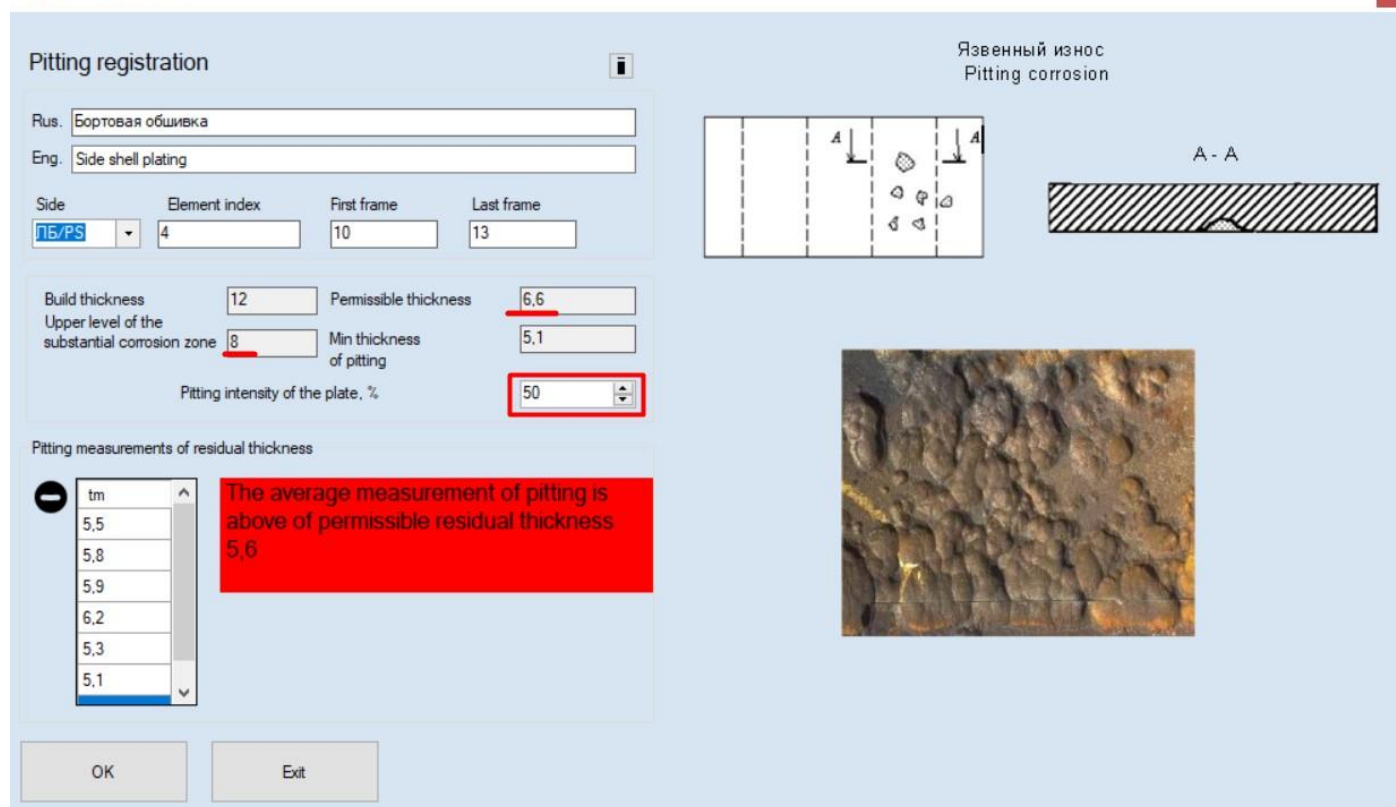 Pitting registration
Rus. Бортовая обшивка
Eng. Side shell plating
Side Element index First frame Last frame
ПБ/PS 4 10 13
Build thickness 12 Permissible thickness 6,6
Upper level of the
substantial corrosion zone 8 Min thickness
of pitting 5,1
Pitting intensity of the plate, % 50
Pitting measurements of residual thickness
tm
5,5
5,8
5,9
6,2
5,3
5,1
The average measurement of pitting is
above of permissible residual thickness
5,6
OK Exit
Язвенный износ
Pitting corrosion
A A
A - A